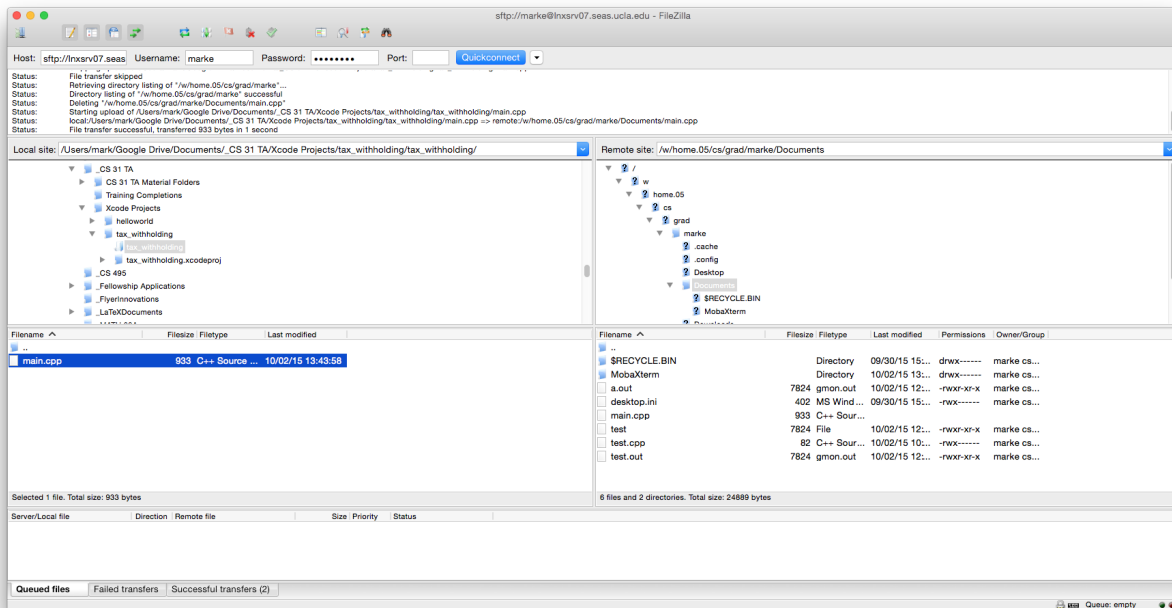 sftp://marke@lnxsrv07.seas.ucla.edu - FileZilla
Host: sftp://lnxsrv07.seas Username: marke Password: •••••••• Port: Quickconnect
Status: File transfer skipped
Status: Retrieving directory listing of "/w/home.05/cs/grad/marke"...
Status: Directory listing of "/w/home.05/cs/grad/marke" successful
Status: Deleting "/w/home.05/cs/grad/marke/Documents/main.cpp"
Status: Starting upload of /Users/mark/Google Drive/Documents/_CS 31 TA/Xcode Projects/tax_withholding/tax_withholding/main.cpp
Status: local:/Users/mark/Google Drive/Documents/_CS 31 TA/Xcode Projects/tax_withholding/tax_withholding/main.cpp => remote:/w/home.05/cs/grad/marke/Documents/main.cpp
Status: File transfer successful, transferred 933 bytes in 1 second
Local site: /Users/mark/Google Drive/Documents/_CS 31 TA/Xcode Projects/tax_withholding/tax_withholding/
_CS 31 TA
CS 31 TA Material Folders
Training Completions
Xcode Projects
helloworld
tax_withholding
tax_withholding
tax_withholding.xcodeproj
_CS 495
_Fellowship Applications
_FlyerInnovations
_LaTeXDocuments
Remote site: /w/home.05/cs/grad/marke/Documents
/
w
home.05
cs
grad
marke
.cache
.config
Desktop
Documents
$RECYCLE.BIN
MobaXterm
Filename Filesize Filetype Last modified
..
main.cpp 933 C++ Source ... 10/02/15 13:43:58
Selected 1 file. Total size: 933 bytes
Filename Filesize Filetype Last modified Permissions Owner/Group
..
$RECYCLE.BIN Directory 09/30/15 15:... drwx------ marke cs...
MobaXterm Directory 10/02/15 13:... drwx------ marke cs...
a.out 7824 gmon.out 10/02/15 12:... -rwxr-xr-x marke cs...
desktop.ini 402 MS Wind... 09/30/15 15:... -rwx------ marke cs...
main.cpp 933 C++ Sour...
test 7824 File 10/02/15 12:... -rwxr-xr-x marke cs...
test.cpp 82 C++ Sour... 10/02/15 10:... -rwx------ marke cs...
test.out 7824 gmon.out 10/02/15 12:... -rwxr-xr-x marke cs...
6 files and 2 directories. Total size: 24889 bytes
Server/Local file Direction Remote file Size Priority Status
Queued files Failed transfers Successful transfers (2)
Queue: empty